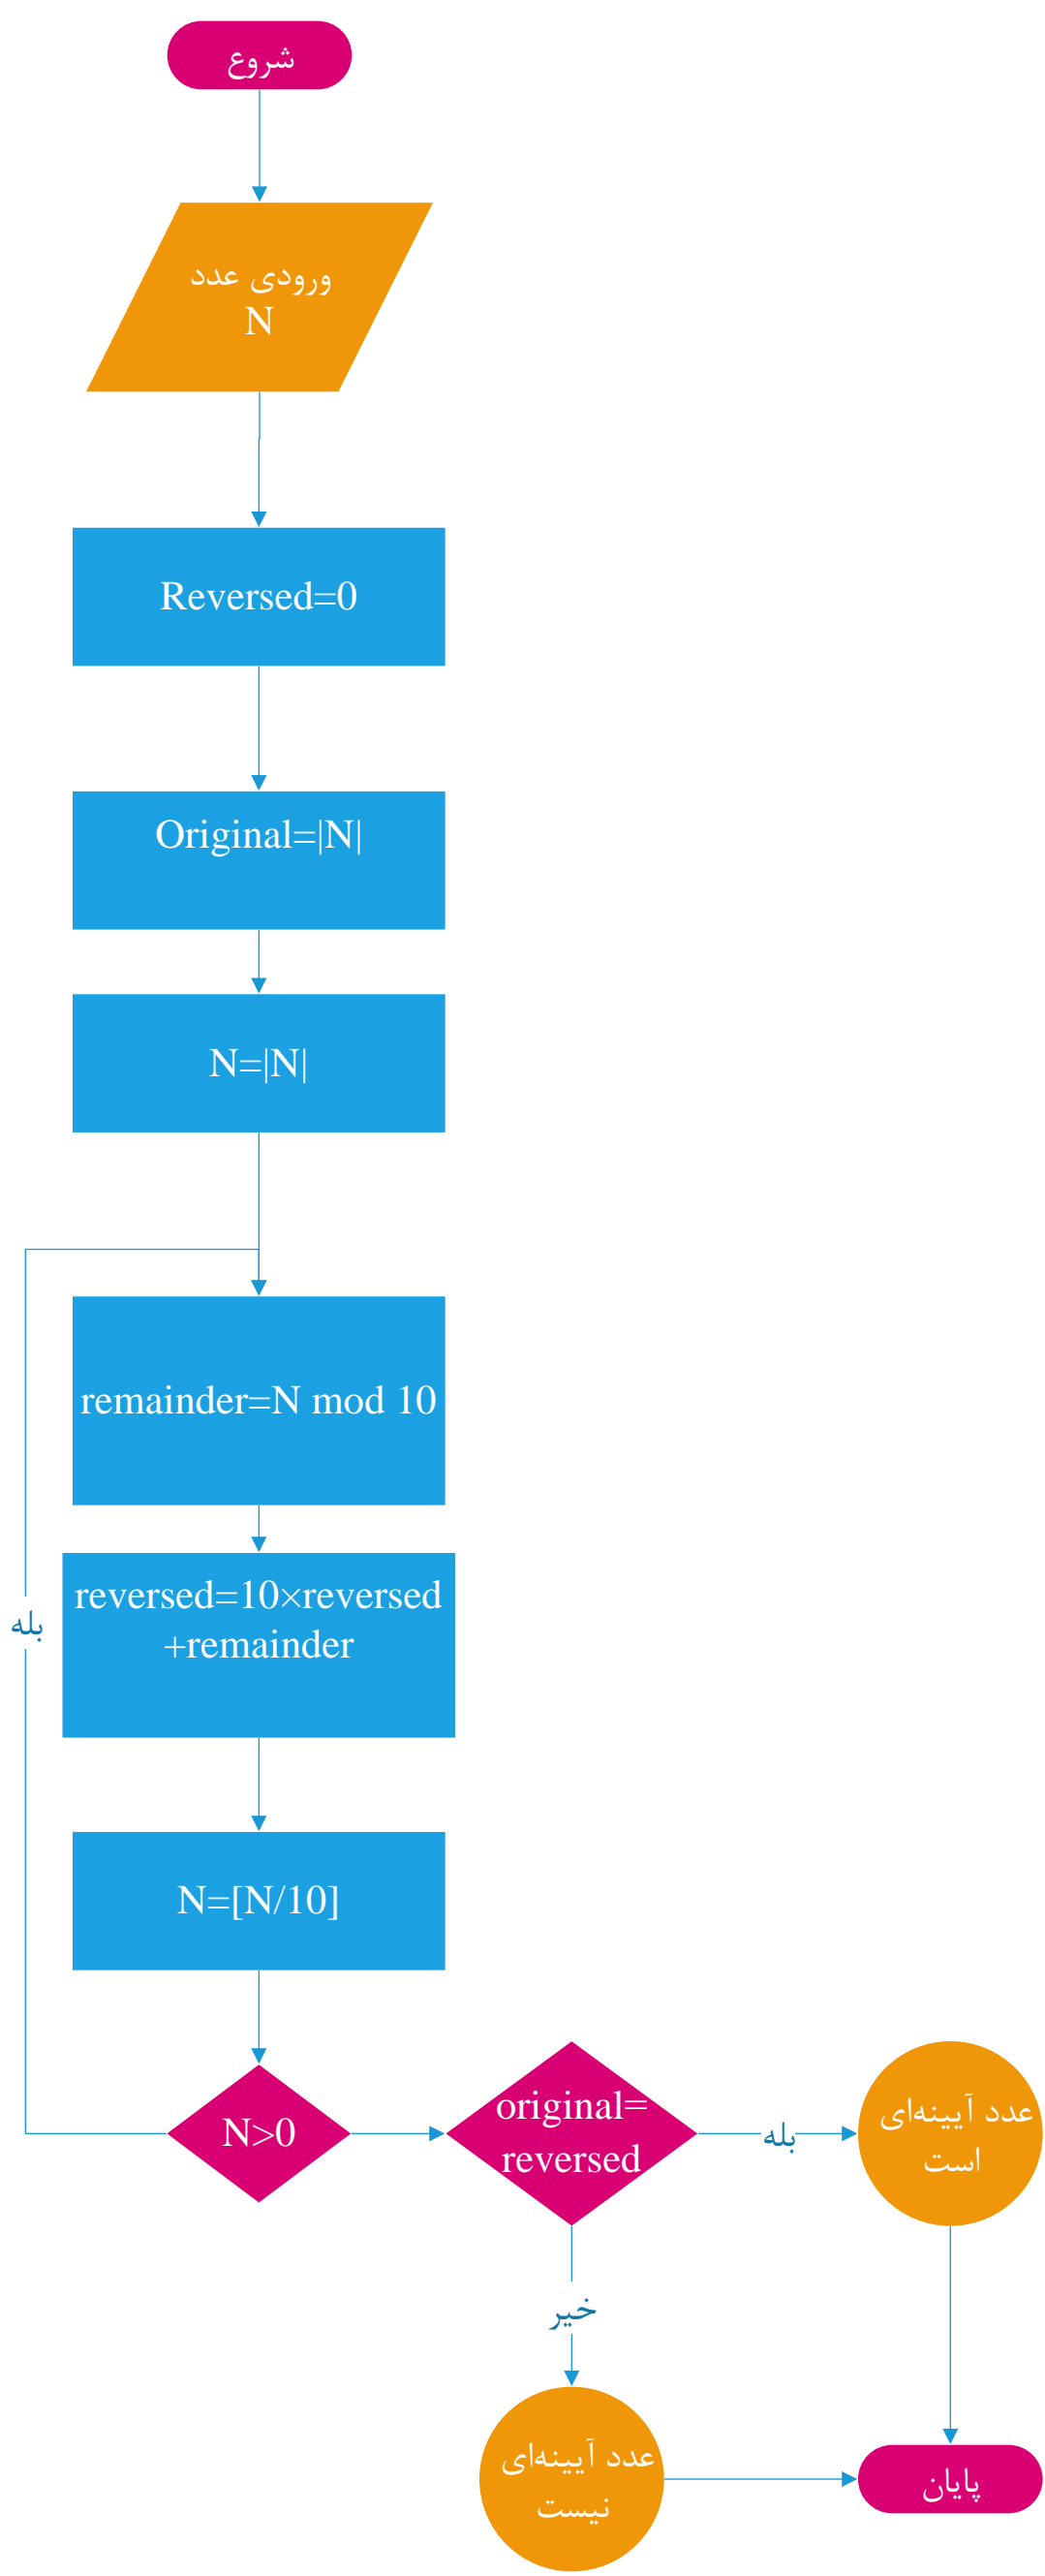 شروع
ورودی عدد
N
Reversed=0
Original=|N|
N=|N|
remainder=N mod 10
reversed=10×reversed
+remainder
بله
N=[N/10]
N>0
original=
reversed
بله
عدد آیینه‌ای
است
خیر
عدد آیینه‌ای
نیست
پایان